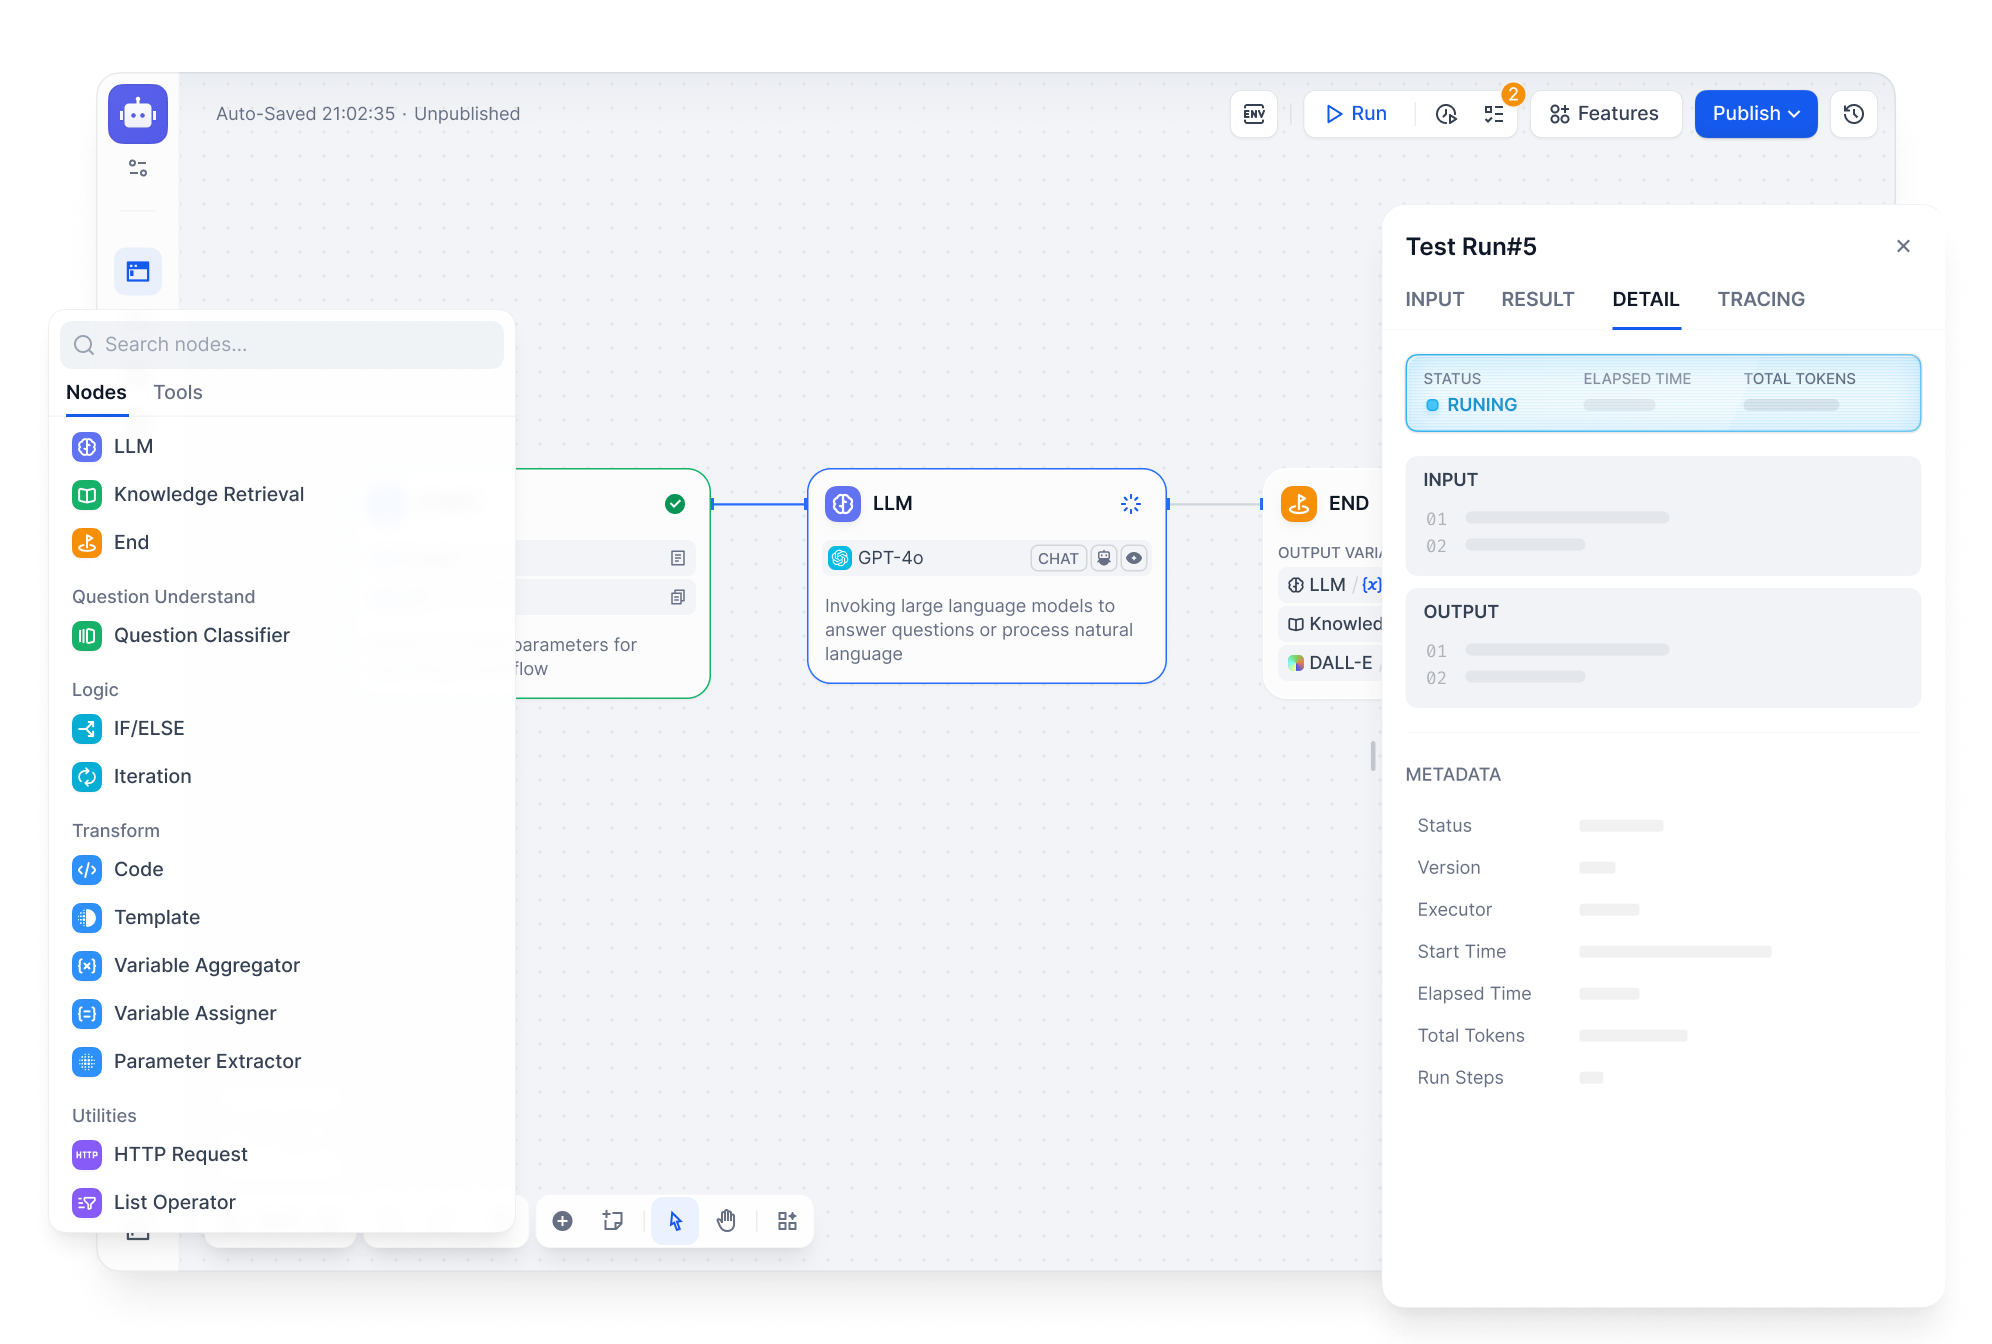 Auto-Saved 21:02:35 · Unpublished
ENV
Run
2
Features
Publish
Search nodes...
Nodes
Tools
LLM
Knowledge Retrieval
End
Question Understand
Question Classifier
Logic
IF/ELSE
Iteration
Transform
Code
Template
Variable Aggregator
Variable Assigner
Parameter Extractor
Utilities
HTTP
HTTP Request
List Operator
parameters for
flow
LLM
GPT-4o
CHAT
Invoking large language models to
answer questions or process natural
language
END
OUTPUT VARIA
LLM / {x}
Knowled
DALL-E
Test Run#5
INPUT
RESULT
DETAIL
TRACING
STATUS
ELAPSED TIME
TOTAL TOKENS
RUNING
INPUT
01
02
OUTPUT
01
02
METADATA
Status
Version
Executor
Start Time
Elapsed Time
Total Tokens
Run Steps